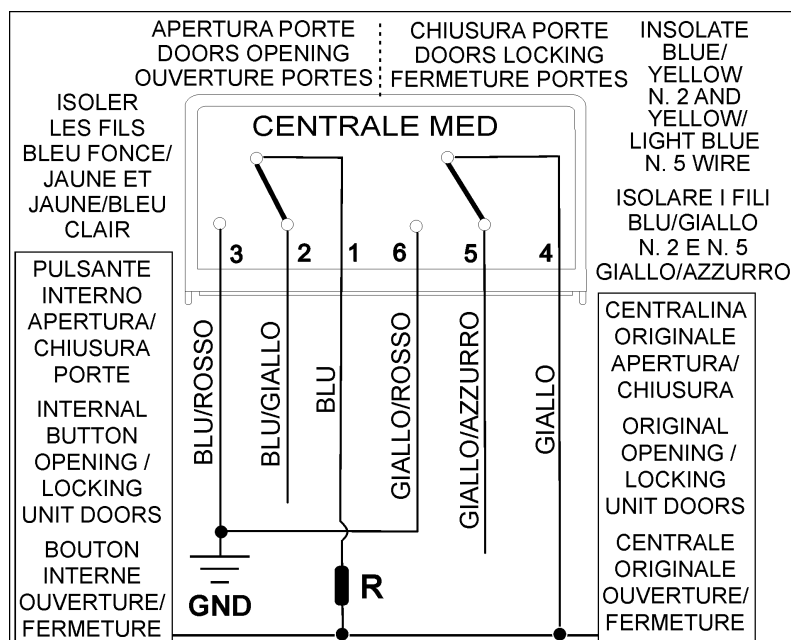 APERTURA PORTE
DOORS OPENING
OUVERTURE PORTES
CHIUSURA PORTE
DOORS LOCKING
FERMETURE PORTES
INSOLATE
BLUE/
YELLOW
N. 2 AND
YELLOW/
LIGHT BLUE
N. 5 WIRE
ISOLER
LES FILS
BLEU FONCE/
JAUNE ET
JAUNE/BLEU
CLAIR
CENTRALE MED
ISOLARE I FILI
BLU/GIALLO
N. 2 E N. 5
GIALLO/AZZURRO
3 2 1 6 5 4
PULSANTE
INTERNO
APERTURA/
CHIUSURA
PORTE
INTERNAL
BUTTON
OPENING /
LOCKING
UNIT DOORS
BOUTON
INTERNE
OUVERTURE/
FERMETURE
BLU/ROSSO
BLU/GIALLO
BLU
GIALLO/ROSSO
GIALLO/AZZURRO
GIALLO
GND
R
CENTRALINA
ORIGINALE
APERTURA/
CHIUSURA
ORIGINAL
OPENING /
LOCKING
UNIT DOORS
CENTRALE
ORIGINALE
OUVERTURE/
FERMETURE